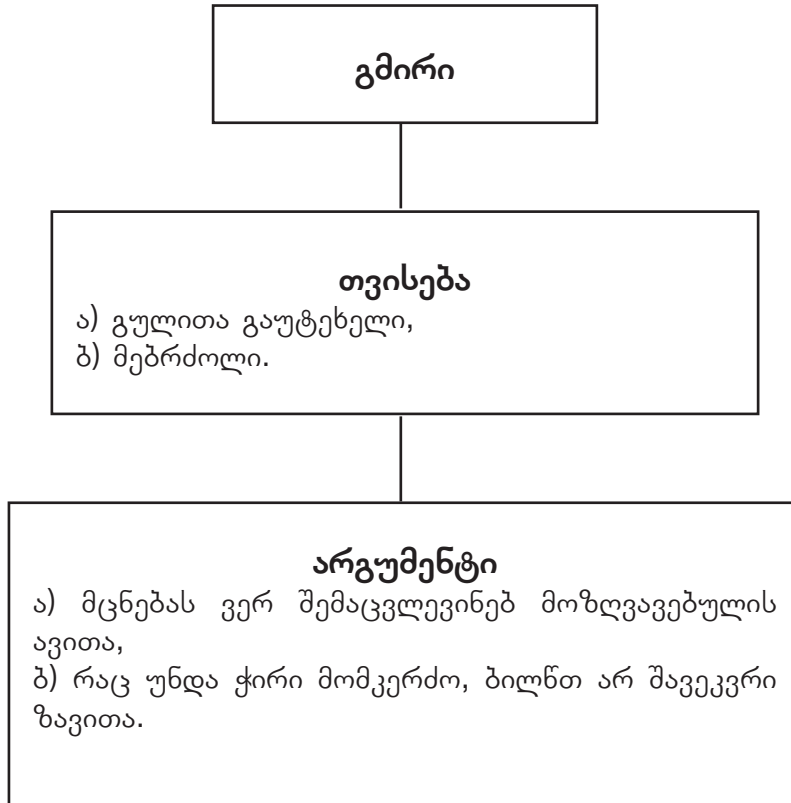 გმირი
თვისება
ა) გულითა გაუტეხელი,
ბ) მებრძოლი.
არგუმენტი
ა) მცნებას ვერ შემაცვლევინებ მოზღვავებულის
ავითა,
ბ) რაც უნდა ჭირი მომკერძო, ბილწთ არ შავეკვრი
ზავითა.